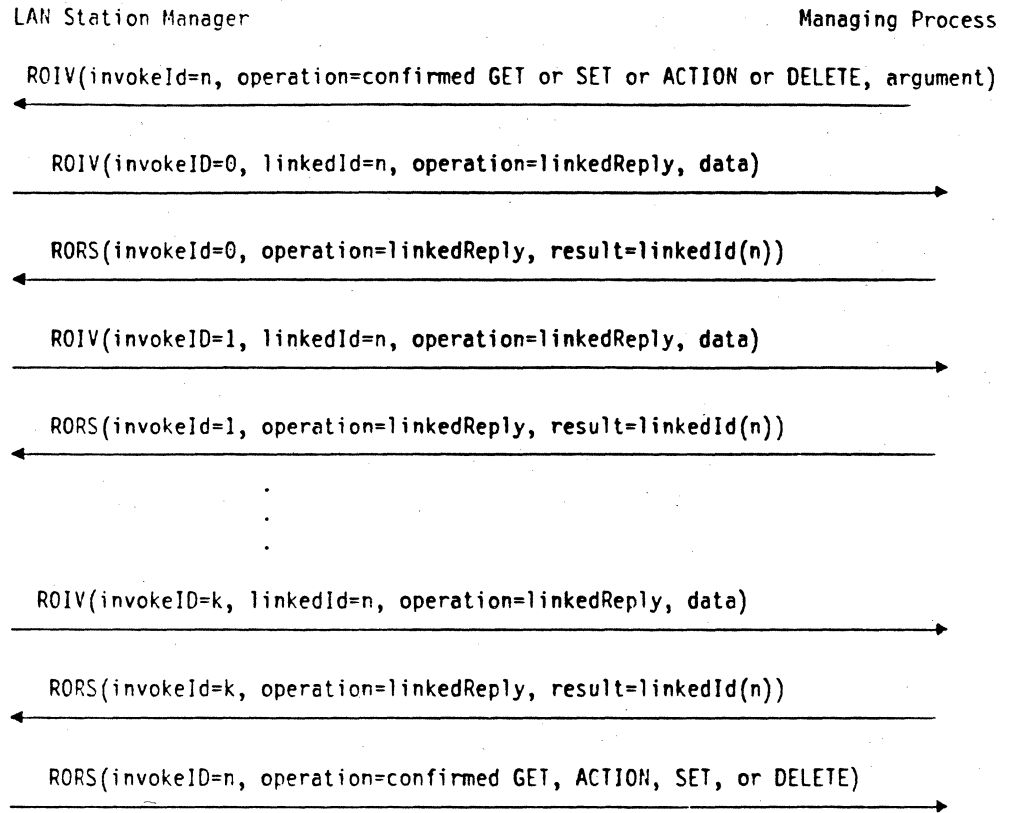 LAN Station Manager Managing Process
ROIV(invokeId=n, operation=confirmed GET or SET or ACTION or DELETE, argument)
ROIV(invokeID=0, linkedId=n, operation=linkedReply, data)
RORS(invokeId=0, operation=linkedReply, result=linkedId(n))
ROIV(invokeID=1, linkedId=n, operation=linkedReply, data)
RORS(invokeId=1, operation=linkedReply, result=linkedId(n))
.
.
.
ROIV(invokeID=k, linkedId=n, operation=linkedReply, data)
RORS(invokeId=k, operation=linkedReply, result=linkedId(n))
RORS(invokeID=n, operation=confirmed GET, ACTION, SET, or DELETE)